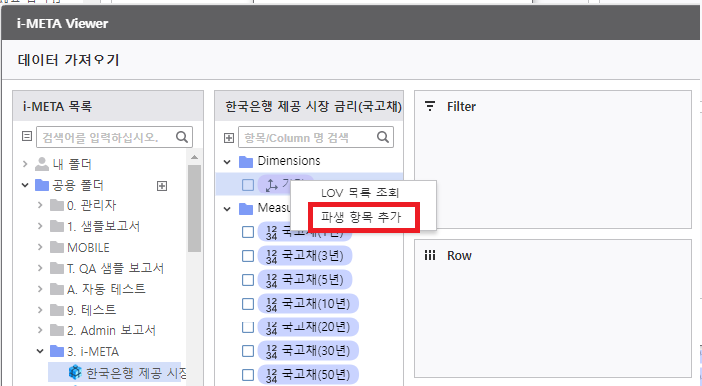 i-META Viewer
데이터 가져오기
i-META 목록
검색어를 입력하십시오.
내 폴더
공용 폴더
0. 관리자
1. 샘플보고서
MOBILE
T. QA 샘플 보고서
A. 자동 테스트
9. 테스트
2. Admin 보고서
3. i-META
한국은행 제공 시장
한국은행 제공 시장 금리(국고채)
항목/Column 명 검색
Dimensions
LOV 목록 조회
파생 항목 추가
Measu
국고채(1년)
국고채(3년)
국고채(5년)
국고채(10년)
국고채(20년)
국고채(30년)
국고채(50년)
Filter
Row